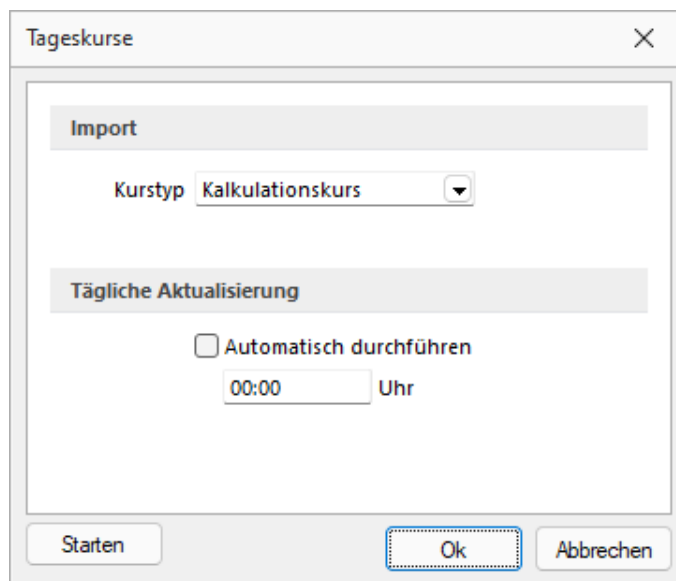 Tageskurse
Import
Kurstyp Kalkulationskurs
Tägliche Aktualisierung
Automatisch durchführen
00:00 Uhr
Starten Ok Abbrechen